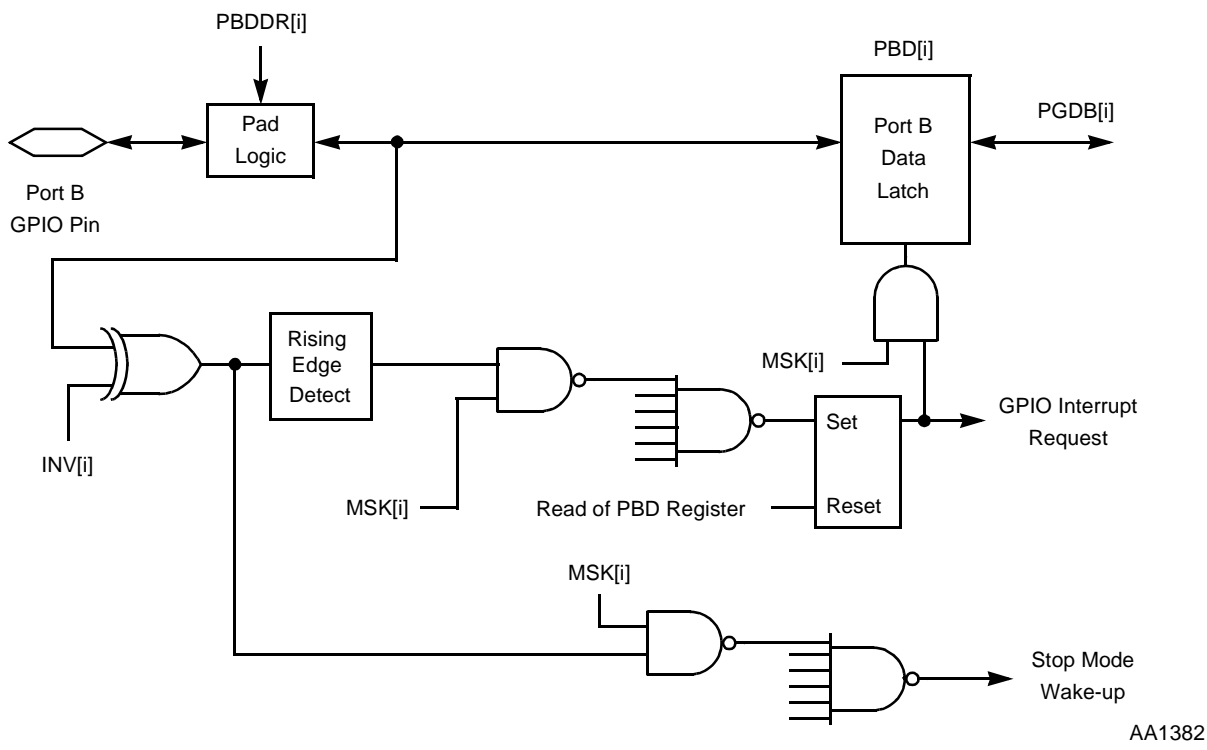 PBDDR[i]
PBD[i]
Pad
Logic
Port B
Data
Latch
PGDB[i]
Port B
GPIO Pin
Rising
Edge
Detect
MSK[i]
INV[i]
MSK[i]
Set
GPIO Interrupt
Request
Read of PBD Register
Reset
MSK[i]
Stop Mode
Wake-up
AA1382